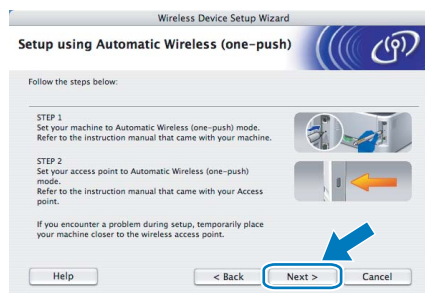 Wireless Device Setup Wizard
Setup using Automatic Wireless (one-push)
Follow the steps below:
STEP 1
Set your machine to Automatic Wireless (one-push) mode.
Refer to the instruction manual that came with your machine.
STEP 2
Set your access point to Automatic Wireless (one-push)
mode.
Refer to the instruction manual that came with your Access
point.
If you encounter a problem during setup, temporarily place
your machine closer to the wireless access point.
Help
< Back
Next >
Cancel